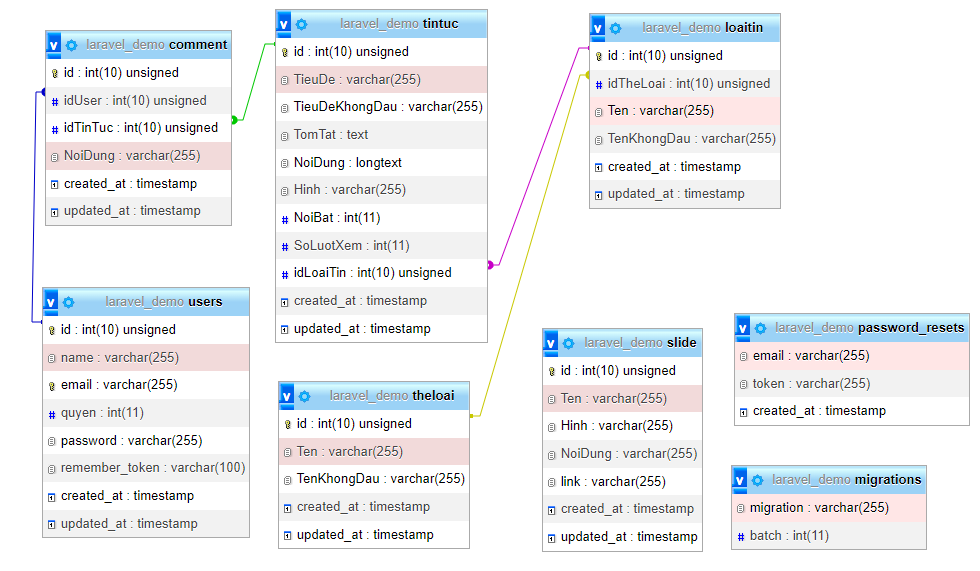 laravel_demo comment
id : int(10) unsigned
idUser : int(10) unsigned
idTinTuc : int(10) unsigned
NoiDung : varchar(255)
created_at : timestamp
updated_at : timestamp
laravel_demo tintuc
id : int(10) unsigned
TieuDe : varchar(255)
TieuDeKhongDau : varchar(255)
TomTat : text
NoiDung : longtext
Hinh : varchar(255)
NoiBat : int(11)
SoLuotXem : int(11)
idLoaiTin : int(10) unsigned
created_at : timestamp
updated_at : timestamp
laravel_demo loaitin
id : int(10) unsigned
idTheLoai : int(10) unsigned
Ten : varchar(255)
TenKhongDau : varchar(255)
created_at : timestamp
updated_at : timestamp
laravel_demo users
id : int(10) unsigned
name : varchar(255)
email : varchar(255)
quyen : int(11)
password : varchar(255)
remember_token : varchar(100)
created_at : timestamp
updated_at : timestamp
laravel_demo theloai
id : int(10) unsigned
Ten : varchar(255)
TenKhongDau : varchar(255)
created_at : timestamp
updated_at : timestamp
laravel_demo slide
id : int(10) unsigned
Ten : varchar(255)
Hinh : varchar(255)
NoiDung : varchar(255)
link : varchar(255)
created_at : timestamp
updated_at : timestamp
laravel_demo password_resets
email : varchar(255)
token : varchar(255)
created_at : timestamp
laravel_demo migrations
migration : varchar(255)
batch : int(11)